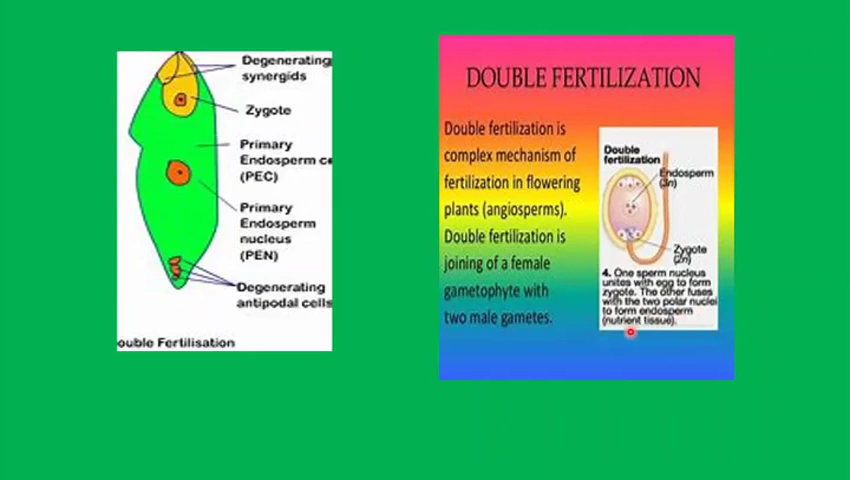 Degenerating
synergids
Zygote
Primary
Endosperm ce
(PEC)
Primary
Endosperm
nucleus
(PEN)
Degenerating
antipodal cells
ouble Fertilisation
DOUBLE FERTILIZATION
Double fertilization is
complex mechanism of
fertilization in flowering
plants (angiosperms).
Double fertilization is
joining of a female
gametophyte with
two male gametes.
Double
fertilization
Endosperm
(3n)
Zygote
(2n)
4. One sperm nucleus
unites with egg to form
zygote. The other fuses
with the two polar nuclei
to form endosperm
(nutrient tissue).